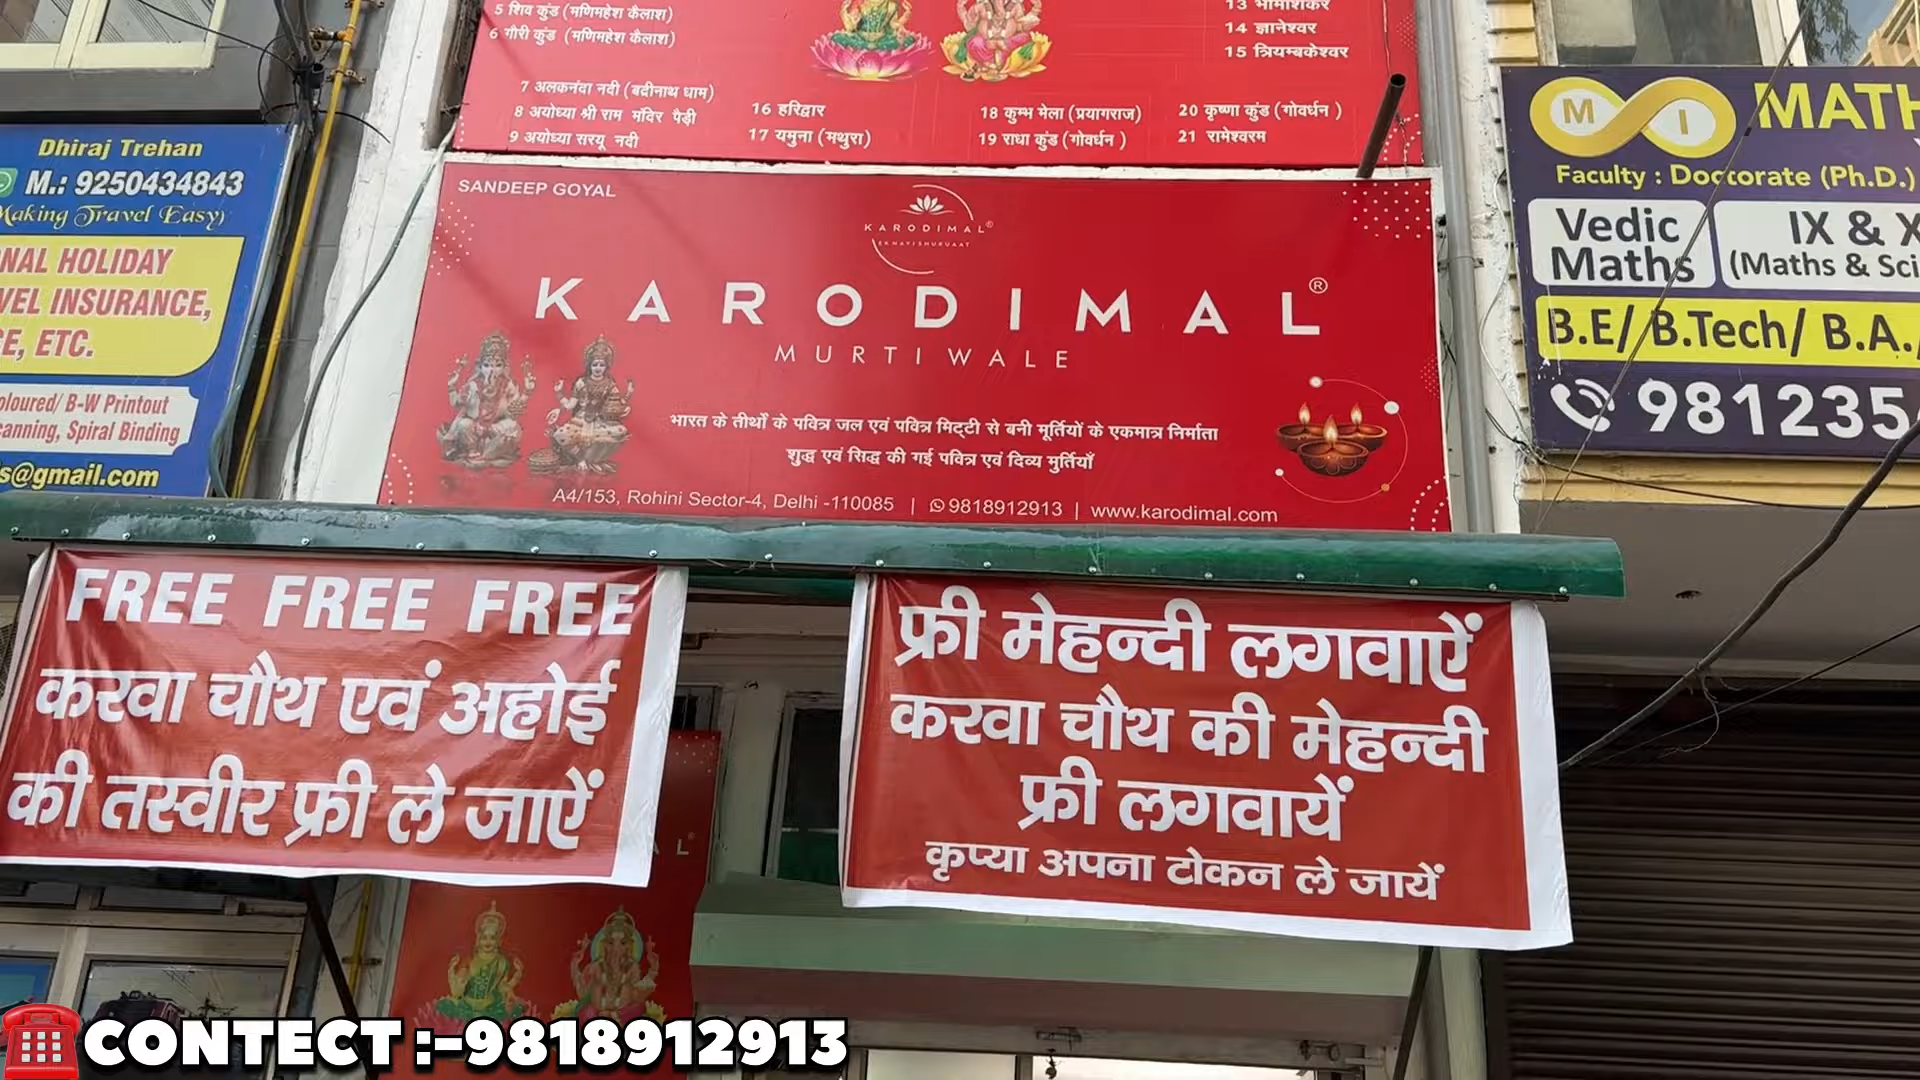 5 शिव कुंड (मणिमहेश कैलाश)
6 गौरी कुंड (मणिमहेश कैलाश)
7 अलकनंदा नदी (बद्रीनाथ धाम)
8 अयोध्या श्री राम मंदिर पैड़ी
9 अयोध्या सरयू नदी
16 हरिद्वार
17 यमुना (मथुरा)
18 कुम्भ मेला (प्रयागराज)
19 राधा कुंड (गोवर्धन )
13 भीमाशंकर
14 ज्ञानेश्वर
15 त्रियम्बकेश्वर
20 कृष्णा कुंड (गोवर्धन )
21 रामेश्वरम
Dhiraj Trehan
M.: 9250434843
Making Travel Easy)
NAL HOLIDAY
VEL INSURANCE,
E, ETC.
oloured/ B-W Printout
canning, Spiral Binding
s@gmail.com
SANDEEP GOYAL
KARODIMAL®
EK NAYI SHURUAAT
KARODIMAL®
MURTIWALE
भारत के तीर्थों के पवित्र जल एवं पवित्र मिट्टी से बनी मूर्तियों के एकमात्र निर्माता
शुद्ध एवं सिद्ध की गई पवित्र एवं दिव्य मुर्तियाँ
A4/153, Rohini Sector-4, Delhi -110085 | 9818912913 | www.karodimal.com
M I MATH
Faculty : Doctorate (Ph.D.)
Vedic
Maths
IX & X
(Maths & Sci
B.E/ B.Tech/ B.A.
981235
FREE FREE FREE
करवा चौथ एवं अहोई
की तस्वीर फ्री ले जाऐं
फ्री मेहन्दी लगवाऐं
करवा चौथ की मेहन्दी
फ्री लगवायें
कृप्या अपना टोकन ले जायें
A L
CONTECT :-9818912913